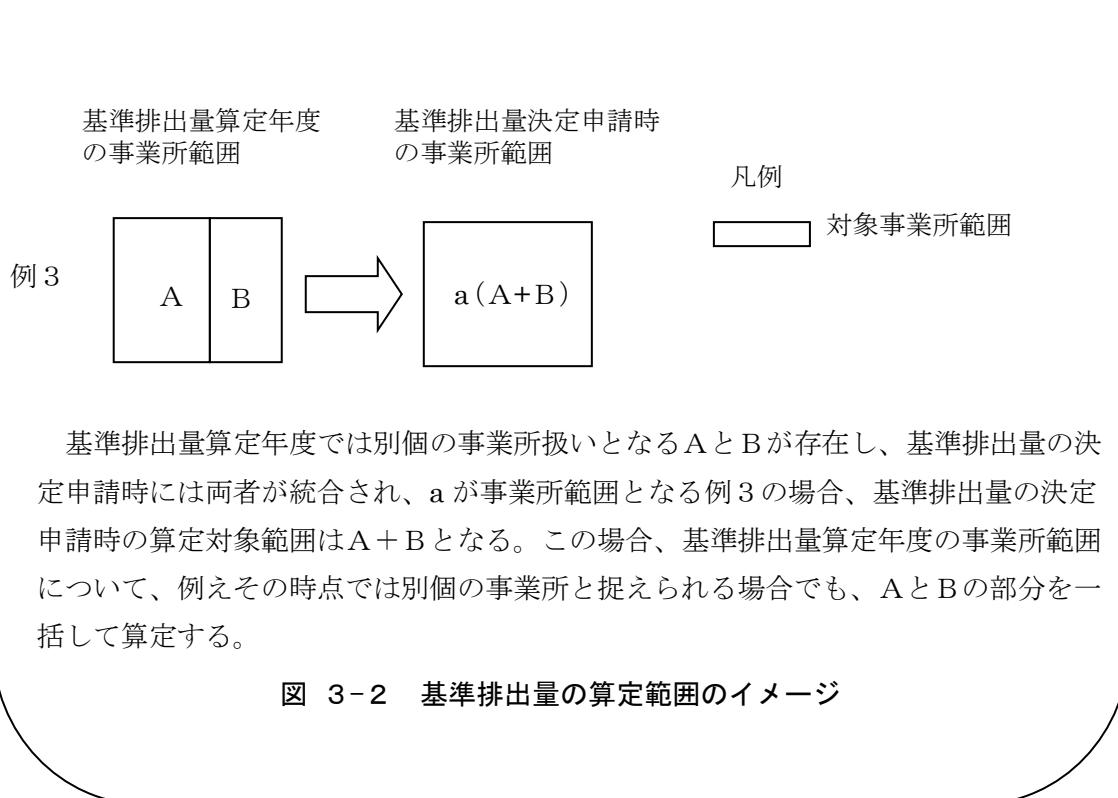 基準排出量算定年度
の事業所範囲
基準排出量決定申請時
の事業所範囲
凡例
対象事業所範囲
例３
Ａ
Ｂ
a（A+B）
基準排出量算定年度では別個の事業所扱いとなるＡとＢが存在し、基準排出量の決
定申請時には両者が統合され、a が事業所範囲となる例３の場合、基準排出量の決定
申請時の算定対象範囲はＡ＋Ｂとなる。この場合、基準排出量算定年度の事業所範囲
について、例えその時点では別個の事業所と捉えられる場合でも、ＡとＢの部分を一
括して算定する。
図 3-2　基準排出量の算定範囲のイメージ